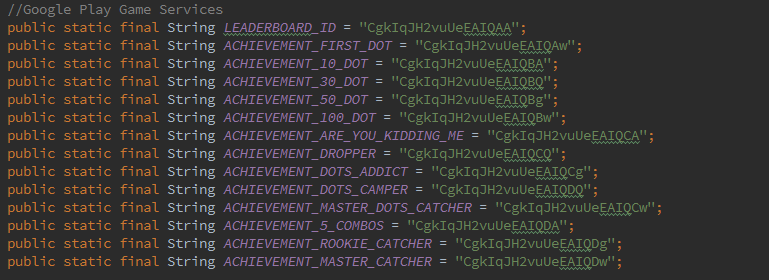 //Google Play Game Services
public static final String LEADERBOARD_ID = "CgkIqJH2vuUeEAIQAA";
public static final String ACHIEVEMENT_FIRST_DOT = "CgkIqJH2vuUeEAIQAw";
public static final String ACHIEVEMENT_10_DOT = "CgkIqJH2vuUeEAIQBA";
public static final String ACHIEVEMENT_30_DOT = "CgkIqJH2vuUeEAIQBQ";
public static final String ACHIEVEMENT_50_DOT = "CgkIqJH2vuUeEAIQBg";
public static final String ACHIEVEMENT_100_DOT = "CgkIqJH2vuUeEAIQBw";
public static final String ACHIEVEMENT_ARE_YOU_KIDDING_ME = "CgkIqJH2vuUeEAIQCA";
public static final String ACHIEVEMENT_DROPPER = "CgkIqJH2vuUeEAIQCQ";
public static final String ACHIEVEMENT_DOTS_ADDICT = "CgkIqJH2vuUeEAIQCg";
public static final String ACHIEVEMENT_DOTS_CAMPER = "CgkIqJH2vuUeEAIQDQ";
public static final String ACHIEVEMENT_MASTER_DOTS_CATCHER = "CgkIqJH2vuUeEAIQCw";
public static final String ACHIEVEMENT_5_COMBOS = "CgkIqJH2vuUeEAIQDA";
public static final String ACHIEVEMENT_ROOKIE_CATCHER = "CgkIqJH2vuUeEAIQDg";
public static final String ACHIEVEMENT_MASTER_CATCHER = "CgkIqJH2vuUeEAIQDw";